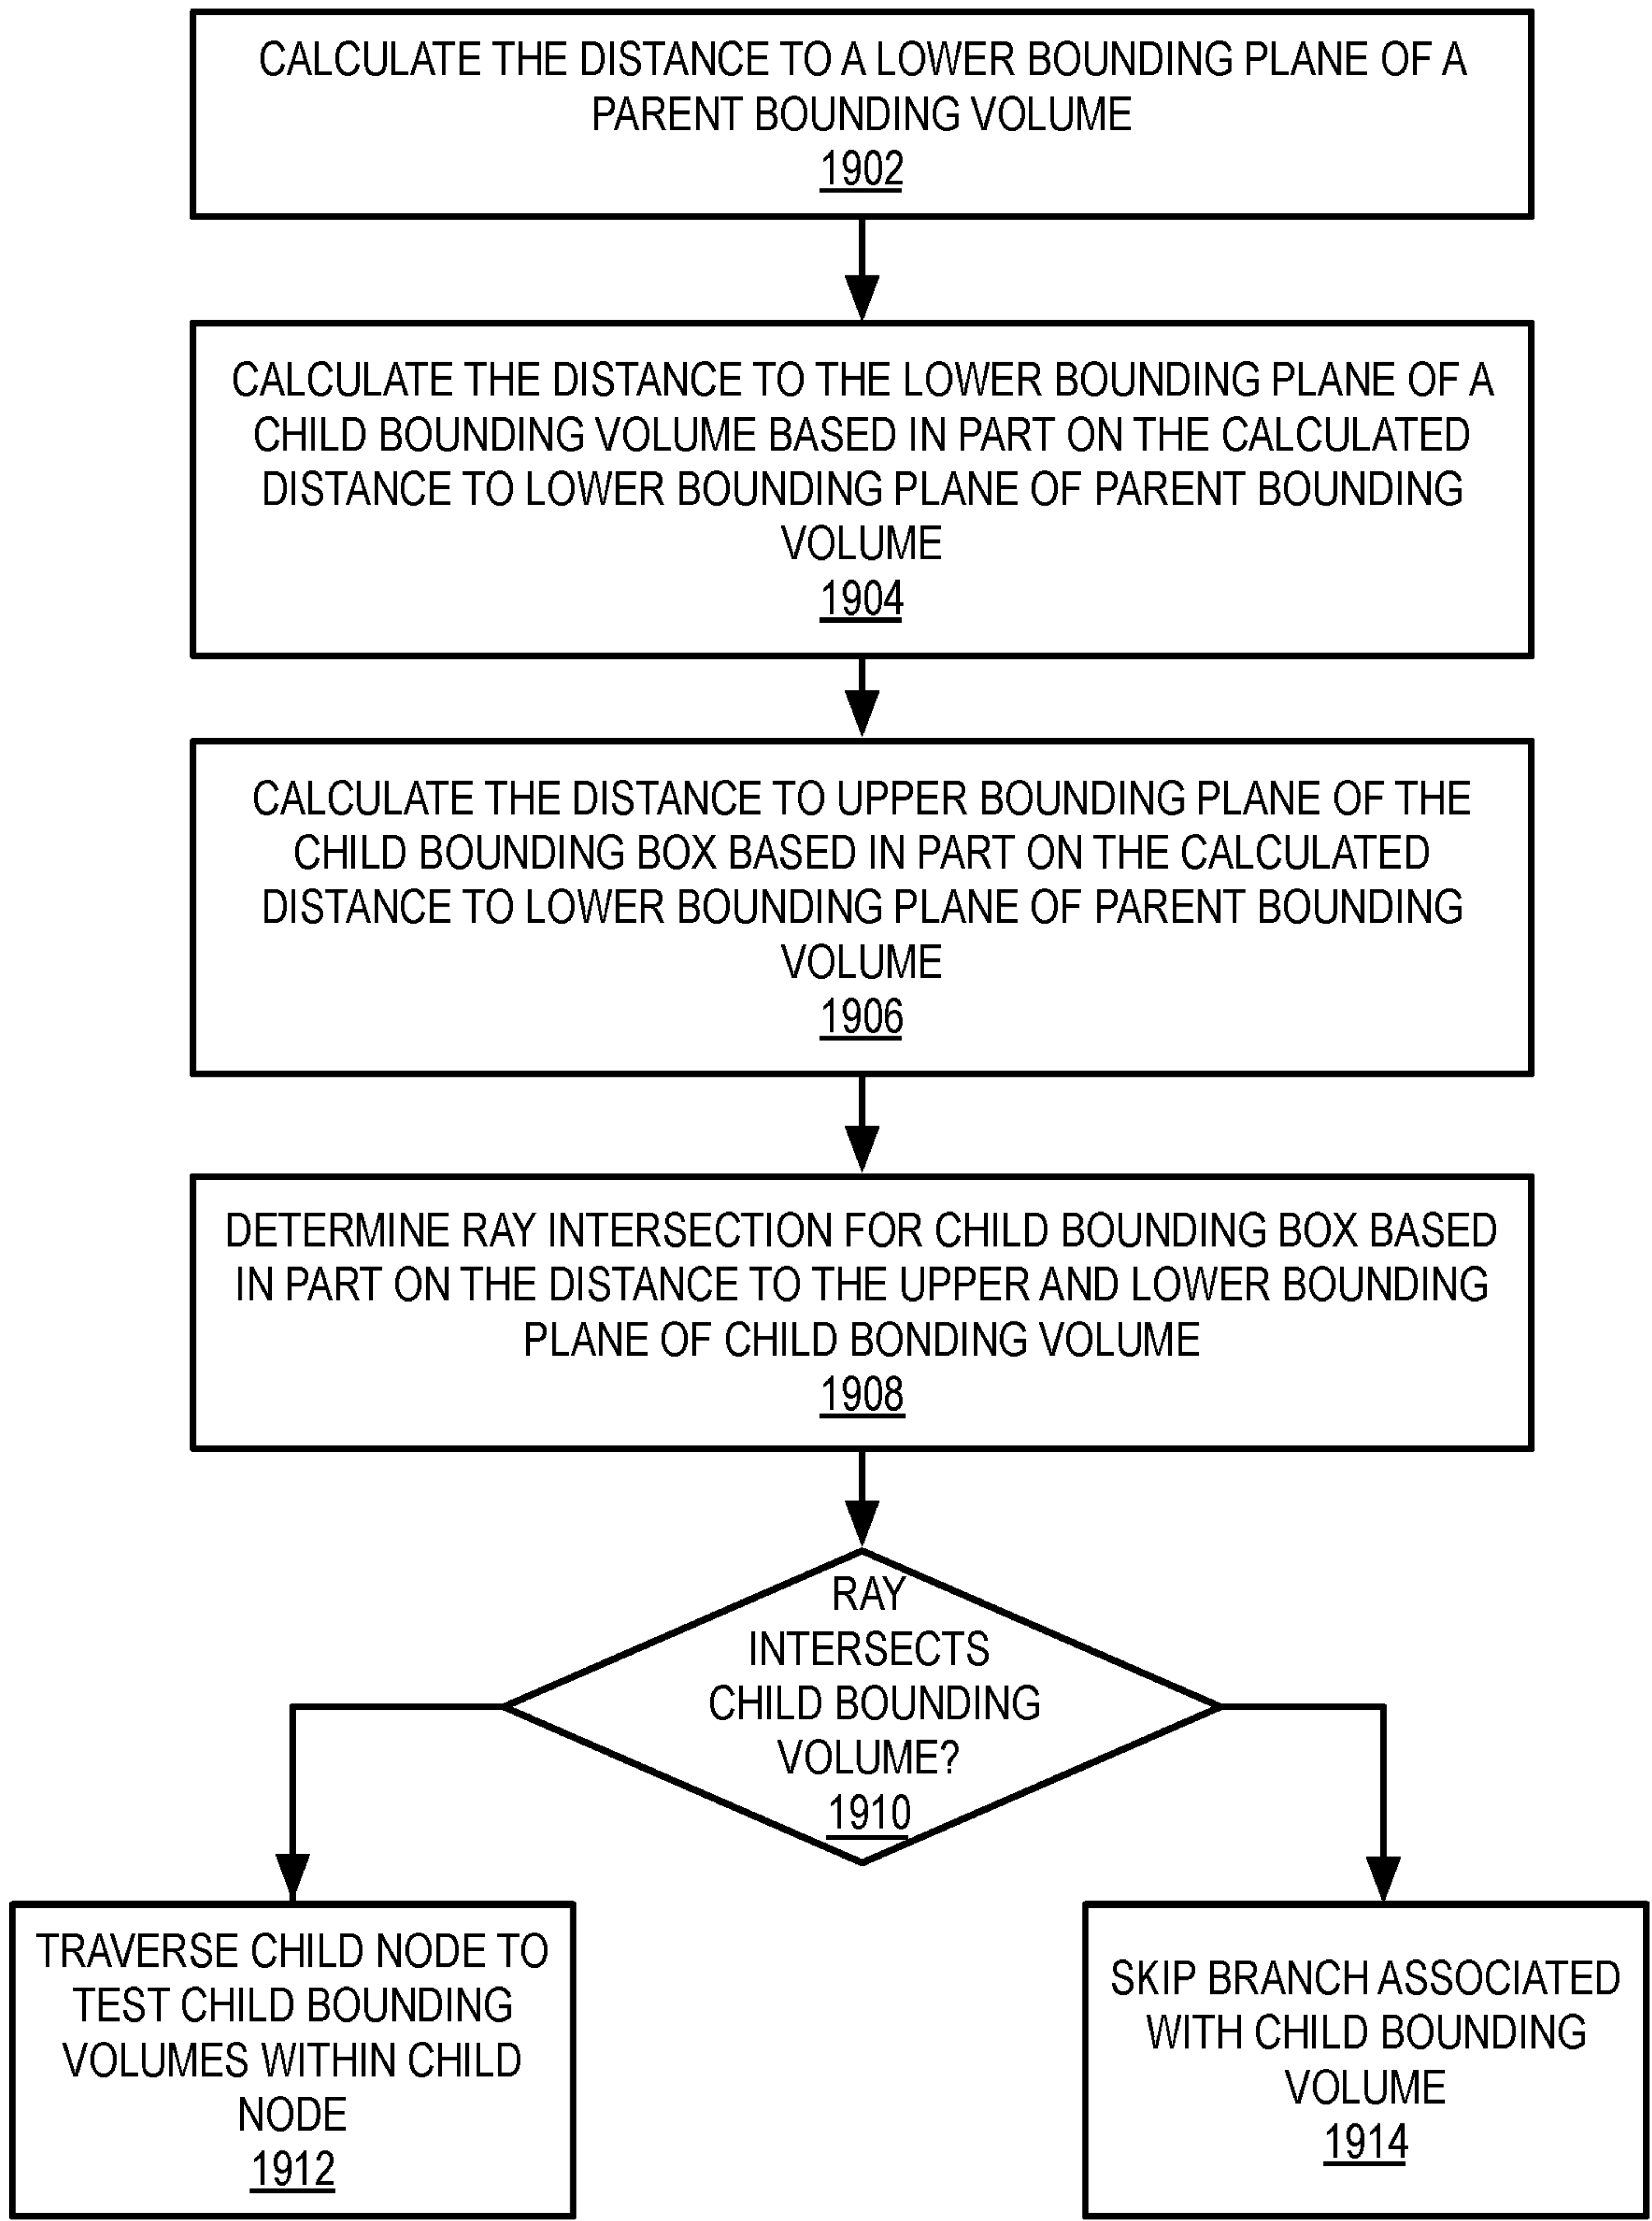 CALCULATE THE DISTANCE TO A LOWER BOUNDING PLANE OF A
PARENT BOUNDING VOLUME
1902
CALCULATE THE DISTANCE TO THE LOWER BOUNDING PLANE OF A
CHILD BOUNDING VOLUME BASED IN PART ON THE CALCULATED
DISTANCE TO LOWER BOUNDING PLANE OF PARENT BOUNDING
VOLUME
1904
CALCULATE THE DISTANCE TO UPPER BOUNDING PLANE OF THE
CHILD BOUNDING BOX BASED IN PART ON THE CALCULATED
DISTANCE TO LOWER BOUNDING PLANE OF PARENT BOUNDING
VOLUME
1906
DETERMINE RAY INTERSECTION FOR CHILD BOUNDING BOX BASED
IN PART ON THE DISTANCE TO THE UPPER AND LOWER BOUNDING
PLANE OF CHILD BONDING VOLUME
1908
RAY
INTERSECTS
CHILD BOUNDING
VOLUME?
1910
TRAVERSE CHILD NODE TO
TEST CHILD BOUNDING
VOLUMES WITHIN CHILD
NODE
1912
SKIP BRANCH ASSOCIATED
WITH CHILD BOUNDING
VOLUME
1914